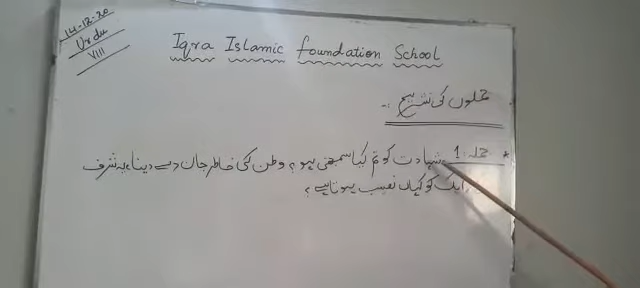 14-12-20
Urdu
VIII
Iqra Islamic foundation School
جملوں کی تشریح :-
* جملہ :1 شہادت کو تم کیا سمجھتی ہو؟ وطن کی خاطر جان دے دینا، یہ شرف
ہر ایک کو کہاں نصیب ہوتا ہے؟